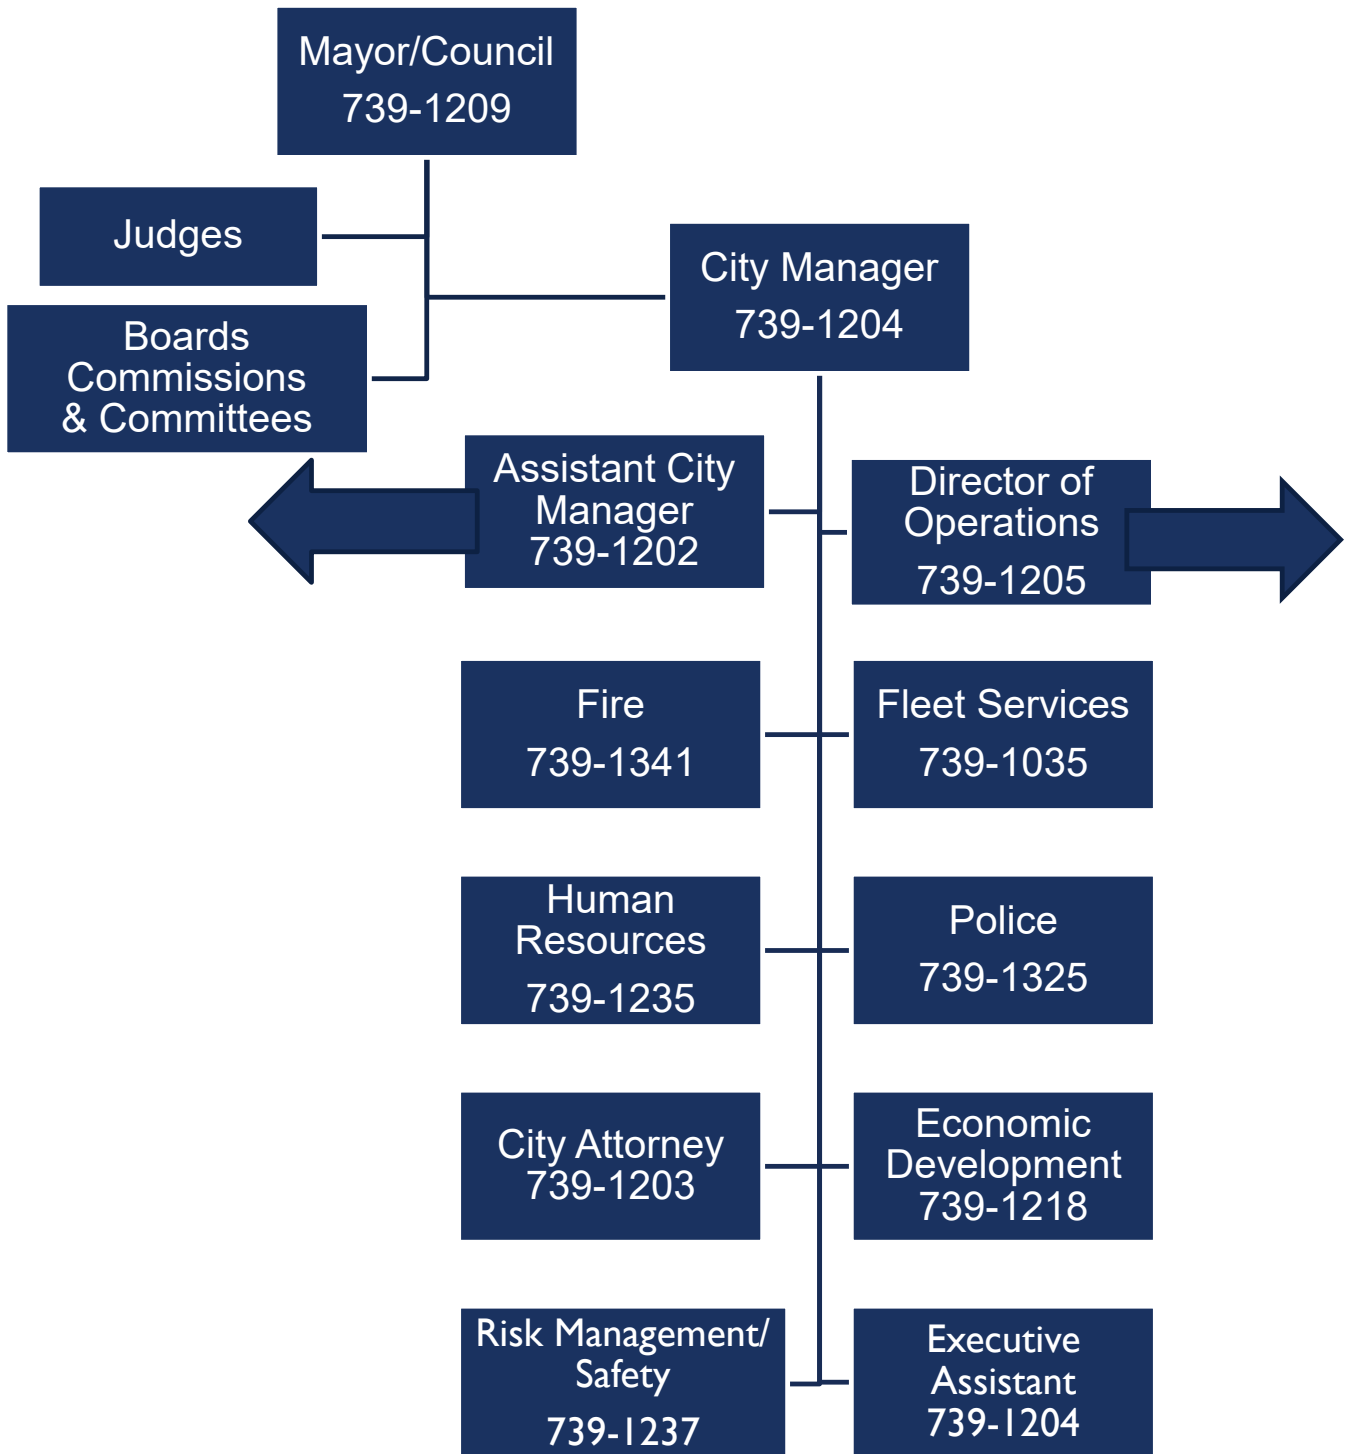 Mayor/Council
739-1209
Judges
City Manager
739-1204
Boards
Commissions
& Committees
Assistant City
Manager
739-1202
Director of
Operations
739-1205
Fire
739-1341
Fleet Services
739-1035
Human
Resources
739-1235
Police
739-1325
City Attorney
739-1203
Economic
Development
739-1218
Risk Management/
Safety
739-1237
Executive
Assistant
739-1204